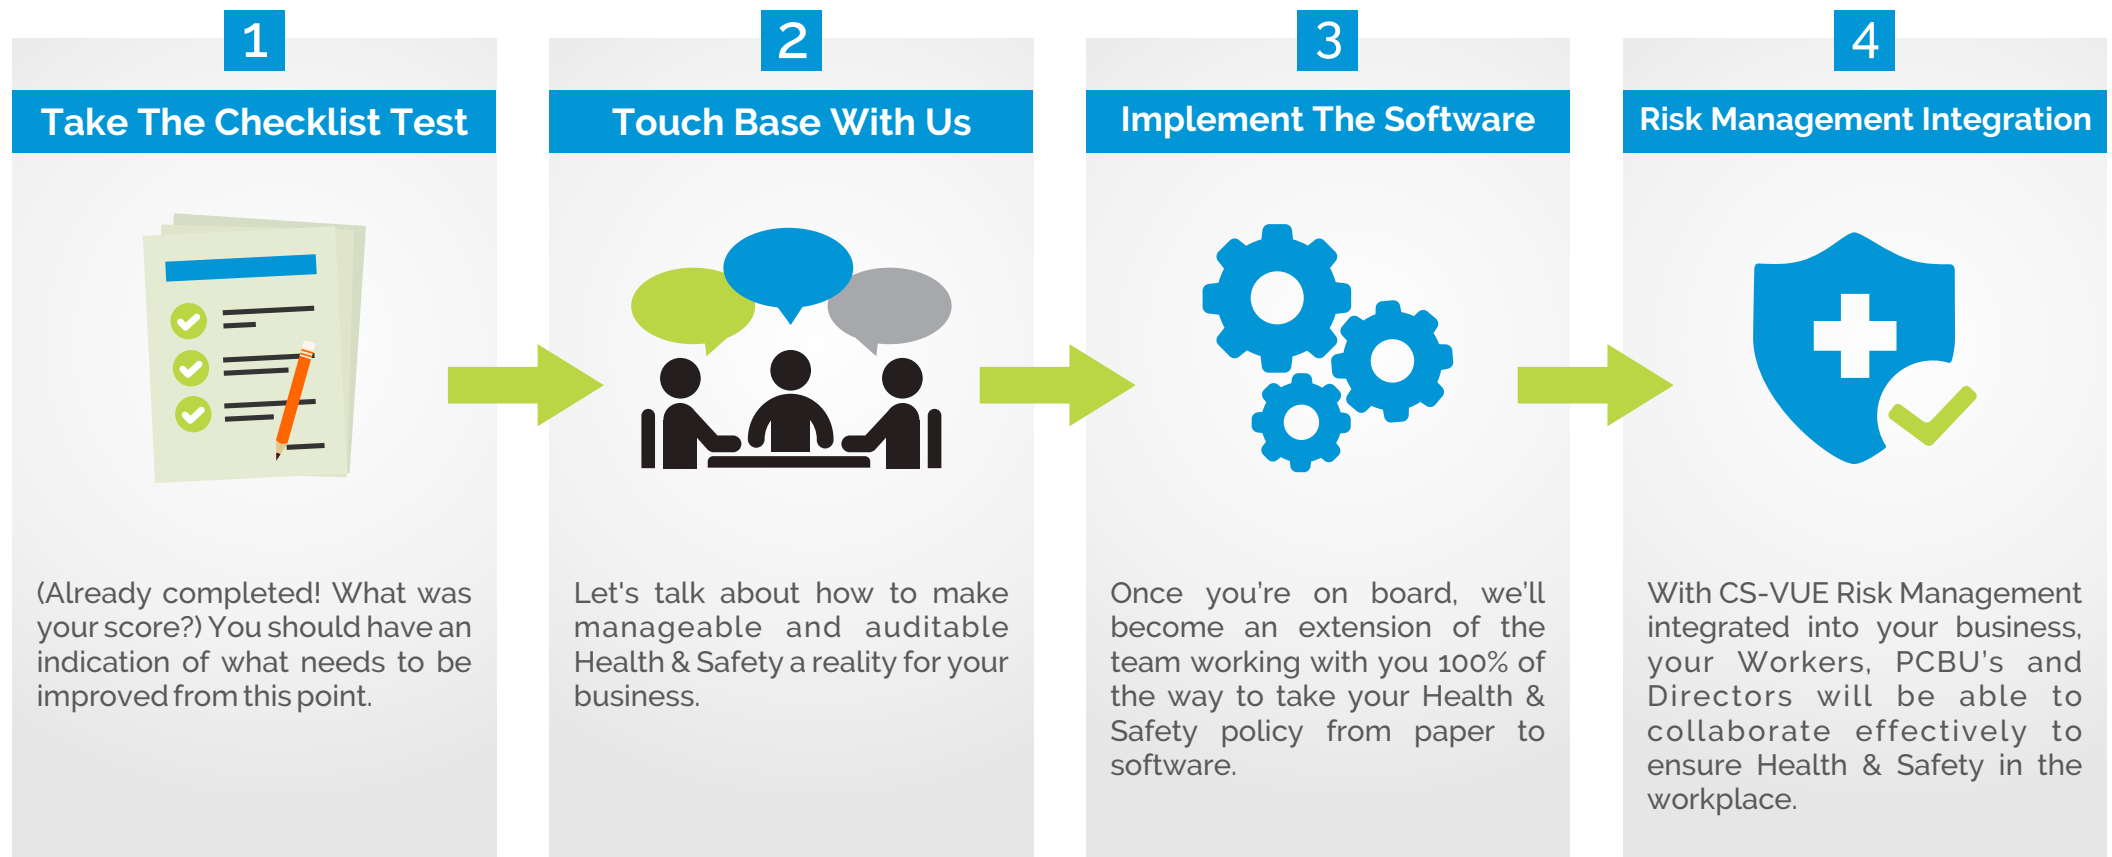 1
Take The Checklist Test
(Already completed! What was
your score?) You should have an
indication of what needs to be
improved from this point.
2
Touch Base With Us
Let's talk about how to make
manageable and auditable
Health & Safety a reality for your
business.
3
Implement The Software
Once you’re on board, we’ll
become an extension of the
team working with you 100% of
the way to take your Health &
Safety policy from paper to
software.
4
Risk Management Integration
With CS-VUE Risk Management
integrated into your business,
your Workers, PCBU’s and
Directors will be able to
collaborate effectively to
ensure Health & Safety in the
workplace.